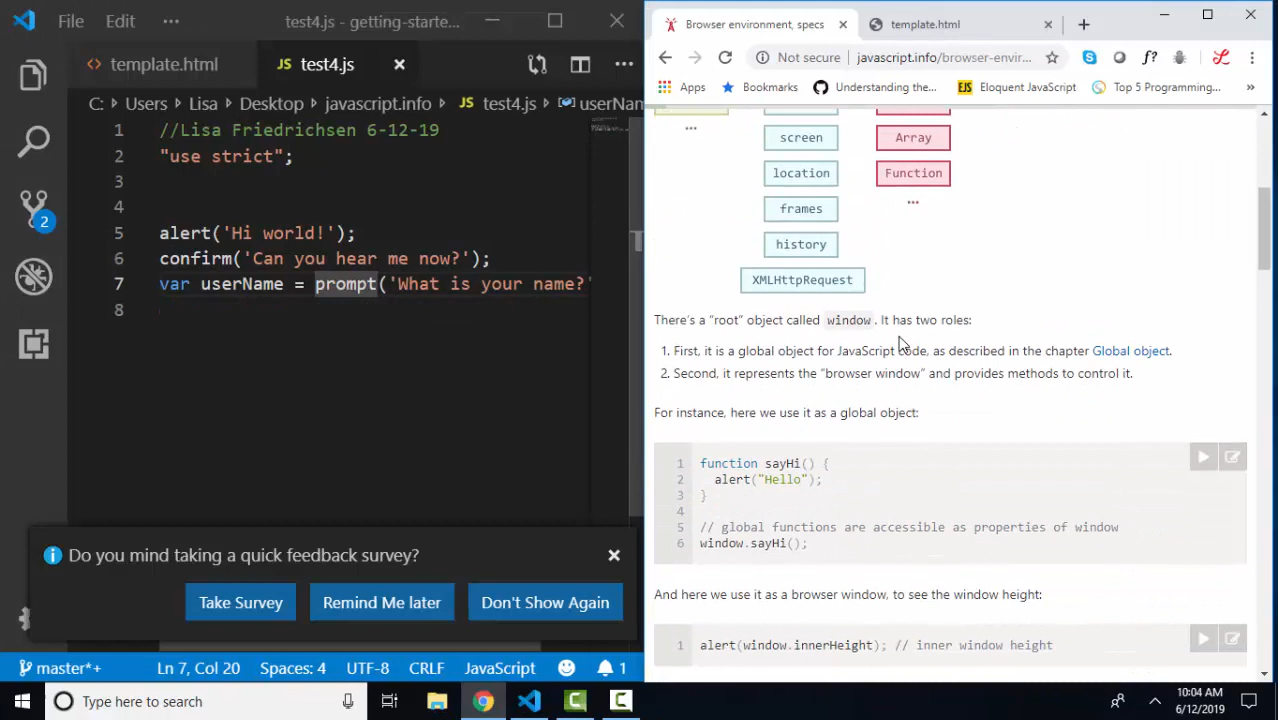 File Edit ··· test4.js — getting-starte...
template.html
JS test4.js
C: > Users > Lisa > Desktop > javascript.info > JS test4.js > userNam
1 //Lisa Friedrichsen 6-12-19
2 "use strict";
3
4
5 alert('Hi world!');
6 confirm('Can you hear me now?');
7 var userName = prompt('What is your name?'
8
2
Do you mind taking a quick feedback survey?
Take Survey Remind Me later Don't Show Again
master*+ Ln 7, Col 20 Spaces: 4 UTF-8 CRLF JavaScript 1
Browser environment, specs
template.html
Not secure javascript.info/browser-envir...
Apps Bookmarks Understanding the... EJS Eloquent JavaScript Top 5 Programming...
...
screen Array
location Function
frames ...
history
XMLHttpRequest
There's a “root” object called window. It has two roles:
1. First, it is a global object for JavaScript code, as described in the chapter Global object.
2. Second, it represents the “browser window” and provides methods to control it.
For instance, here we use it as a global object:
1 function sayHi() {
2 alert("Hello");
3 }
4
5 // global functions are accessible as properties of window
6 window.sayHi();
And here we use it as a browser window, to see the window height:
1 alert(window.innerHeight); // inner window height
Type here to search
10:04 AM
6/12/2019